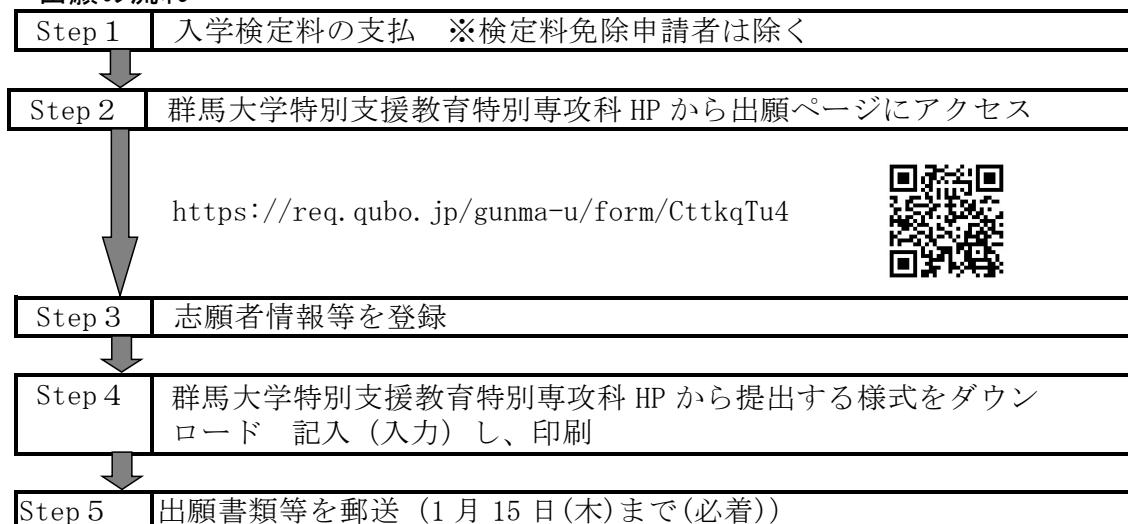 出願の流れ
Step１ 入学検定料の支払　※検定料免除申請者は除く
Step２ 群馬大学特別支援教育特別専攻科 HP から出願ページにアクセス
https://req.qubo.jp/gunma-u/form/CttkqTu4
Step３ 志願者情報等を登録
Step４ 群馬大学特別支援教育特別専攻科 HP から提出する様式をダウン
ロード　記入（入力）し、印刷
Step５ 出願書類等を郵送（1 月 15 日(木)まで(必着)）